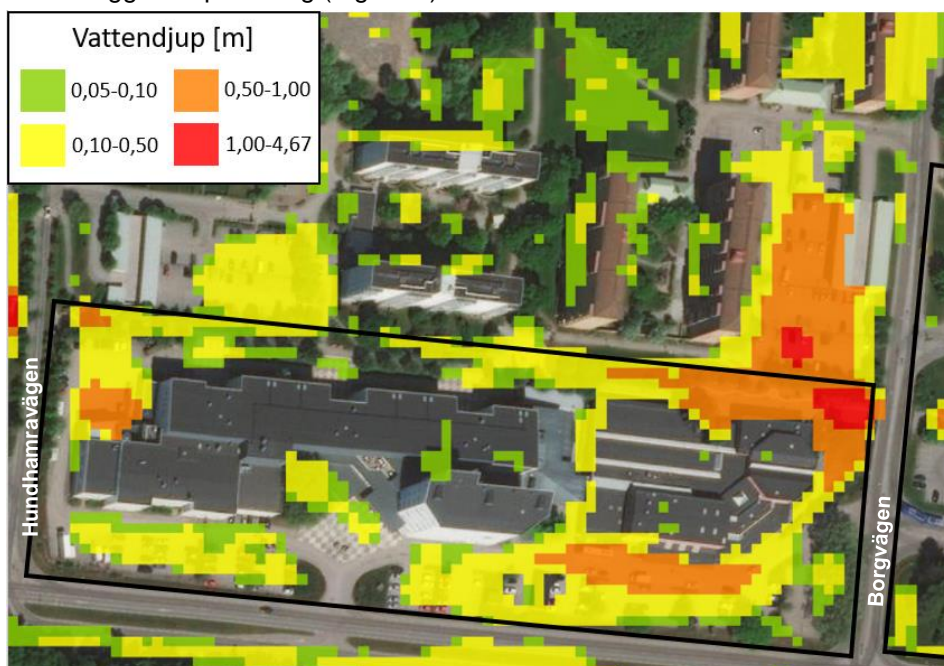 Vattendjup [m]
0,05-0,10
0,50-1,00
0,10-0,50
1,00-4,67
Hundhamravägen
Borgvägen